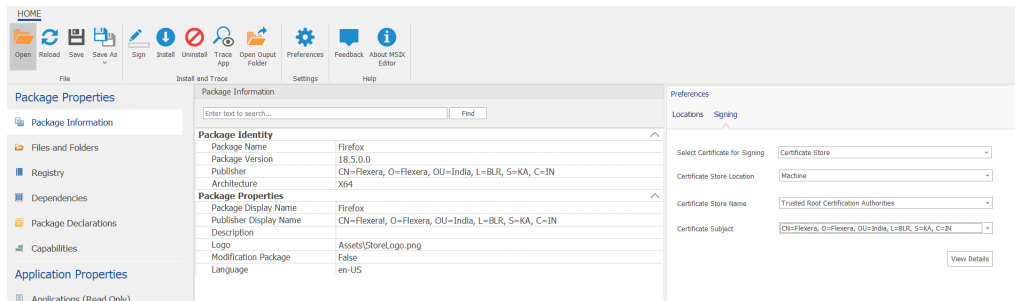 HOME
Open Reload Save Save As Sign Install Uninstall Trace App Open Ouput Folder Preferences Feedback About MSIX Editor
File Install and Trace Settings Help
Package Properties
Package Information
Files and Folders
Registry
Dependencies
Package Declarations
Capabilities
Application Properties
Applications (Read Only)
Package Information
Enter text to search... Find
Package Identity
Package Name Firefox
Package Version 18.5.0.0
Publisher CN=Flexera, O=Flexera, OU=India, L=BLR, S=KA, C=IN
Architecture X64
Package Properties
Package Display Name Firefox
Publisher Display Name CN=Flexera!, O=Flexera, OU=India, L=BLR, S=KA, C=IN
Description
Logo Assets\StoreLogo.png
Modification Package False
Language en-US
Preferences
Locations Signing
Select Certificate for Signing Certificate Store
Certificate Store Location Machine
Certificate Store Name Trusted Root Certification Authorities
Certificate Subject CN=Flexera, O=Flexera, OU=India, L=BLR, S=KA, C=IN
View Details